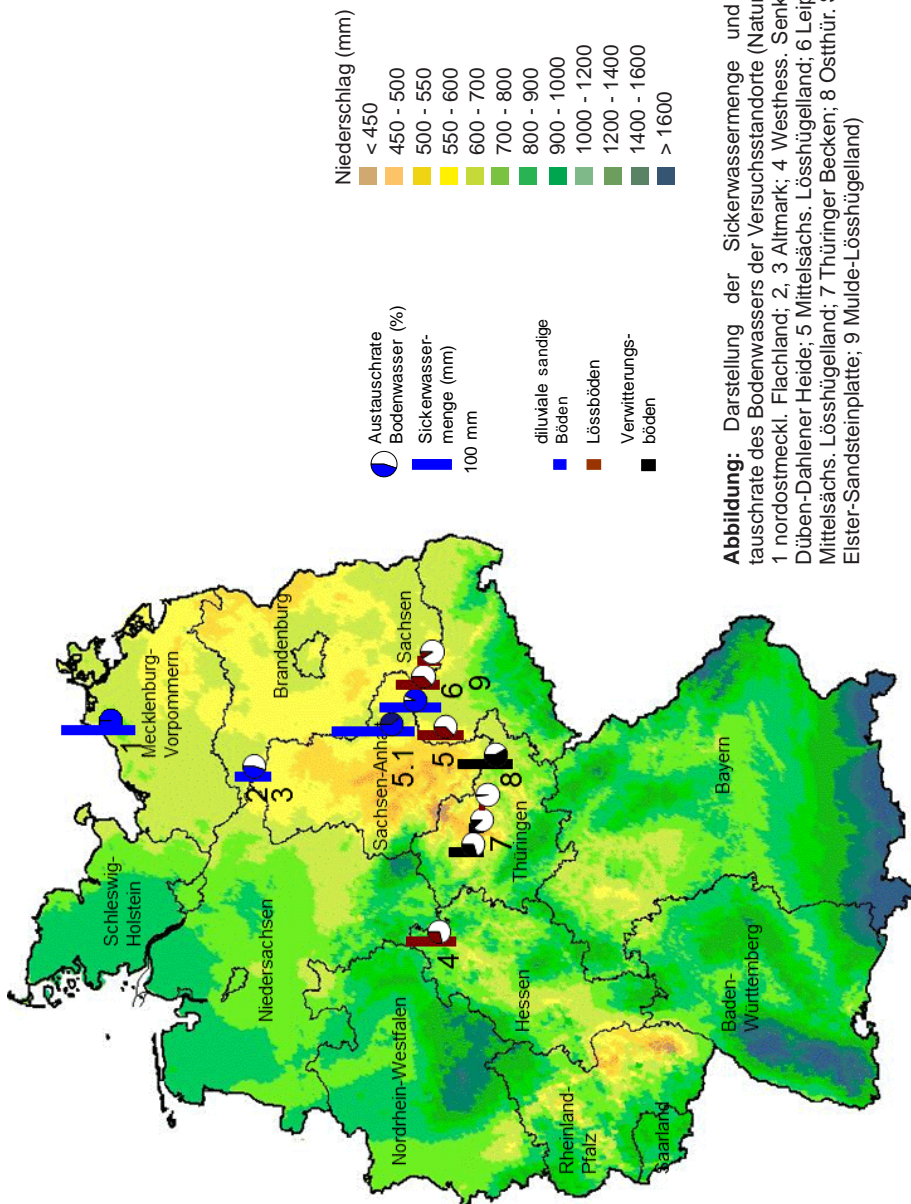 Schleswig-
Holstein
Mecklenburg-
Vorpommern
1
Niedersachsen
2
3
Brandenburg
Sachsen-Anhalt
5.1
Sachsen
6
9
5
8
Nordrhein-Westfalen
4
7
Thüringen
Hessen
Rheinland-
Pfalz
Saarland
Bayern
Baden-
Württemberg
Austauschrate
Bodenwasser (%)
Sickerwasser-
menge (mm)
100 mm
diluviale sandige
Böden
Lössböden
Verwitterungs-
böden
Niederschlag (mm)
< 450
450 - 500
500 - 550
550 - 600
600 - 700
700 - 800
800 - 900
900 - 1000
1000 - 1200
1200 - 1400
1400 - 1600
> 1600
Abbildung: Darstellung der Sickerwassermenge und
tauschrate des Bodenwassers der Versuchsstandorte (Natur
1 nordostmeckl. Flachland; 2, 3 Altmark; 4 Westhess. Senk
Düben-Dahlener Heide; 5 Mittelsächs. Lösshügelland; 6 Leip
Mittelsächs. Lösshügelland; 7 Thüringer Becken; 8 Ostthür.
Elster-Sandsteinplatte; 9 Mulde-Lösshügelland)